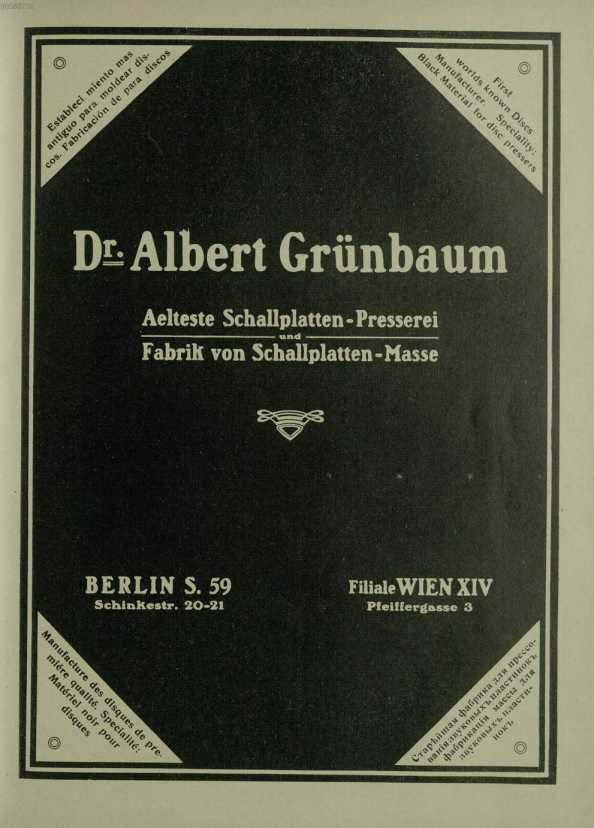 Estableci miento mas
antiguo para moldear dis-
cos. Fabricación de para discos
First
worlds known Discs
Manufacturer. Speciality:
Black Material for disc pressers
Dr. Albert Grünbaum
Aelteste Schallplatten-Presserei
und
Fabrik von Schallplatten-Masse
BERLIN S. 59
Schinkestr. 20-21
Filiale WIEN XIV
Pfeiffergasse 3
Manufacture des disques de pre-
miére qualité. Specialité:
Matériel noir pour
disques
Старѣйшая фабрика для прессо-
ванія звуковыхъ пластинокъ
фабрикація массы для
звуковыхъ пласти-
нокъ